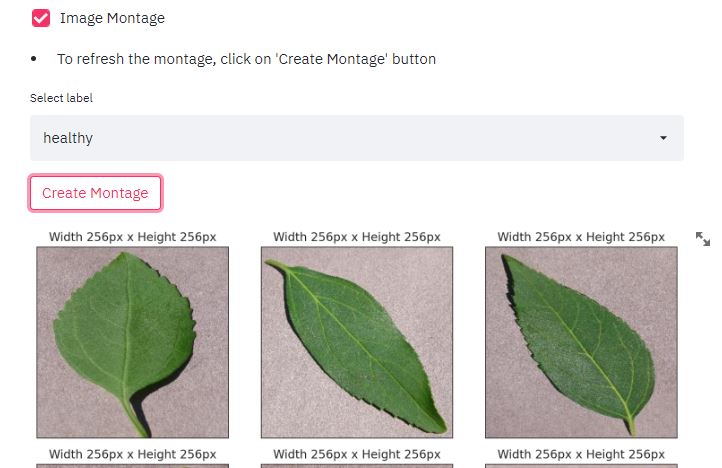 Image Montage
• To refresh the montage, click on 'Create Montage' button
Select label
healthy
Create Montage
Width 256px x Height 256px Width 256px x Height 256px Width 256px x Height 256px
Width 256px x Height 256px Width 256px x Height 256px Width 256px x Height 256px